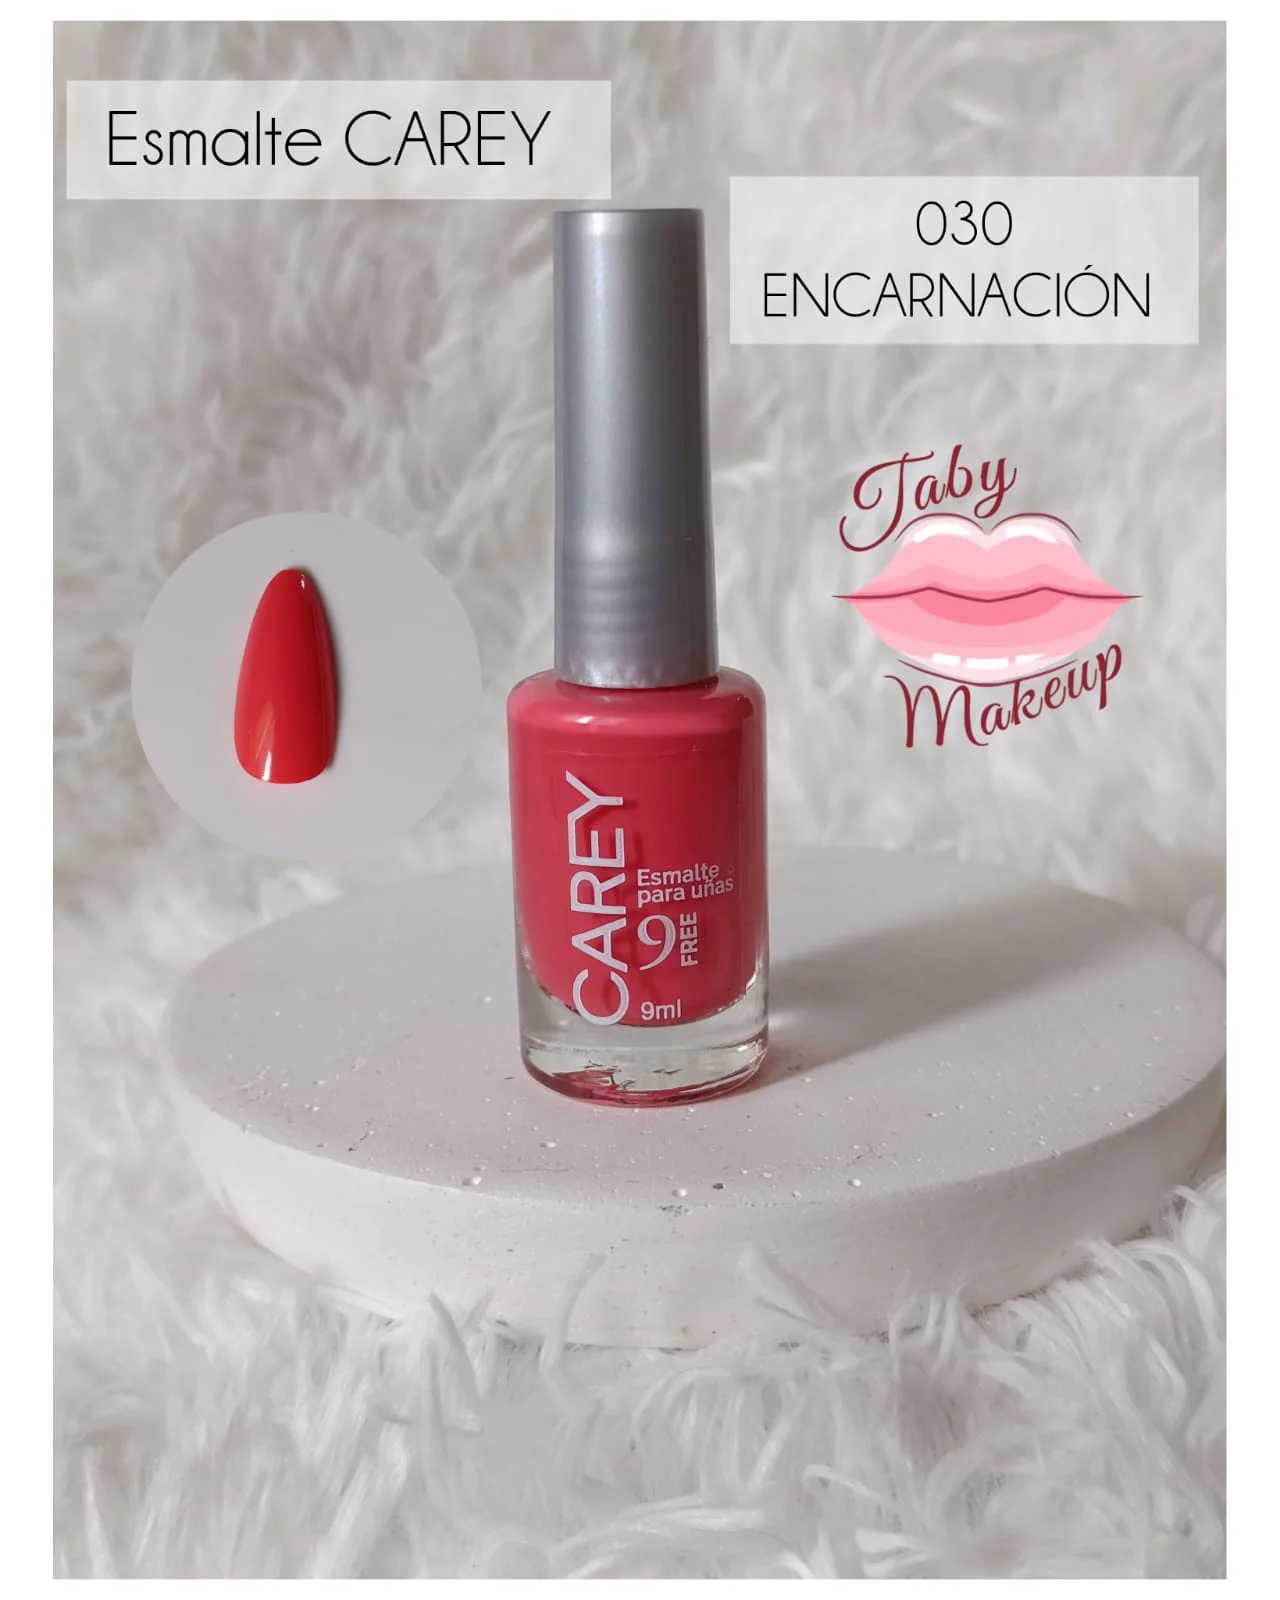 Esmalte CAREY
030
ENCARNACIÓN
Taby
Makeup
CAREY
Esmalte
para uñas
9
FREE
9ml